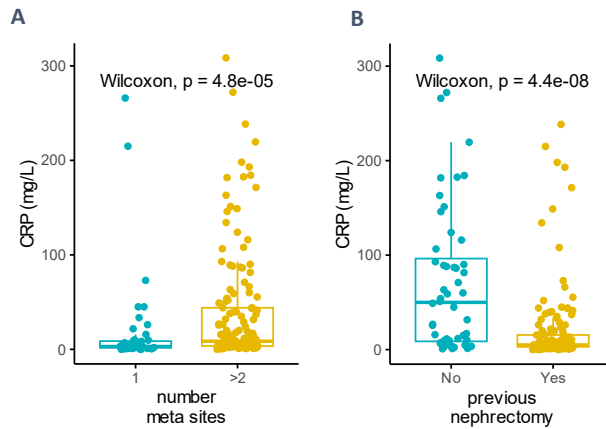 A
CRP (mg/L)
300
200
100
0
Wilcoxon, p = 4.8e-05
1
>2
number
meta sites
B
CRP (mg/L)
300
200
100
0
Wilcoxon, p = 4.4e-08
No
Yes
previous
nephrectomy